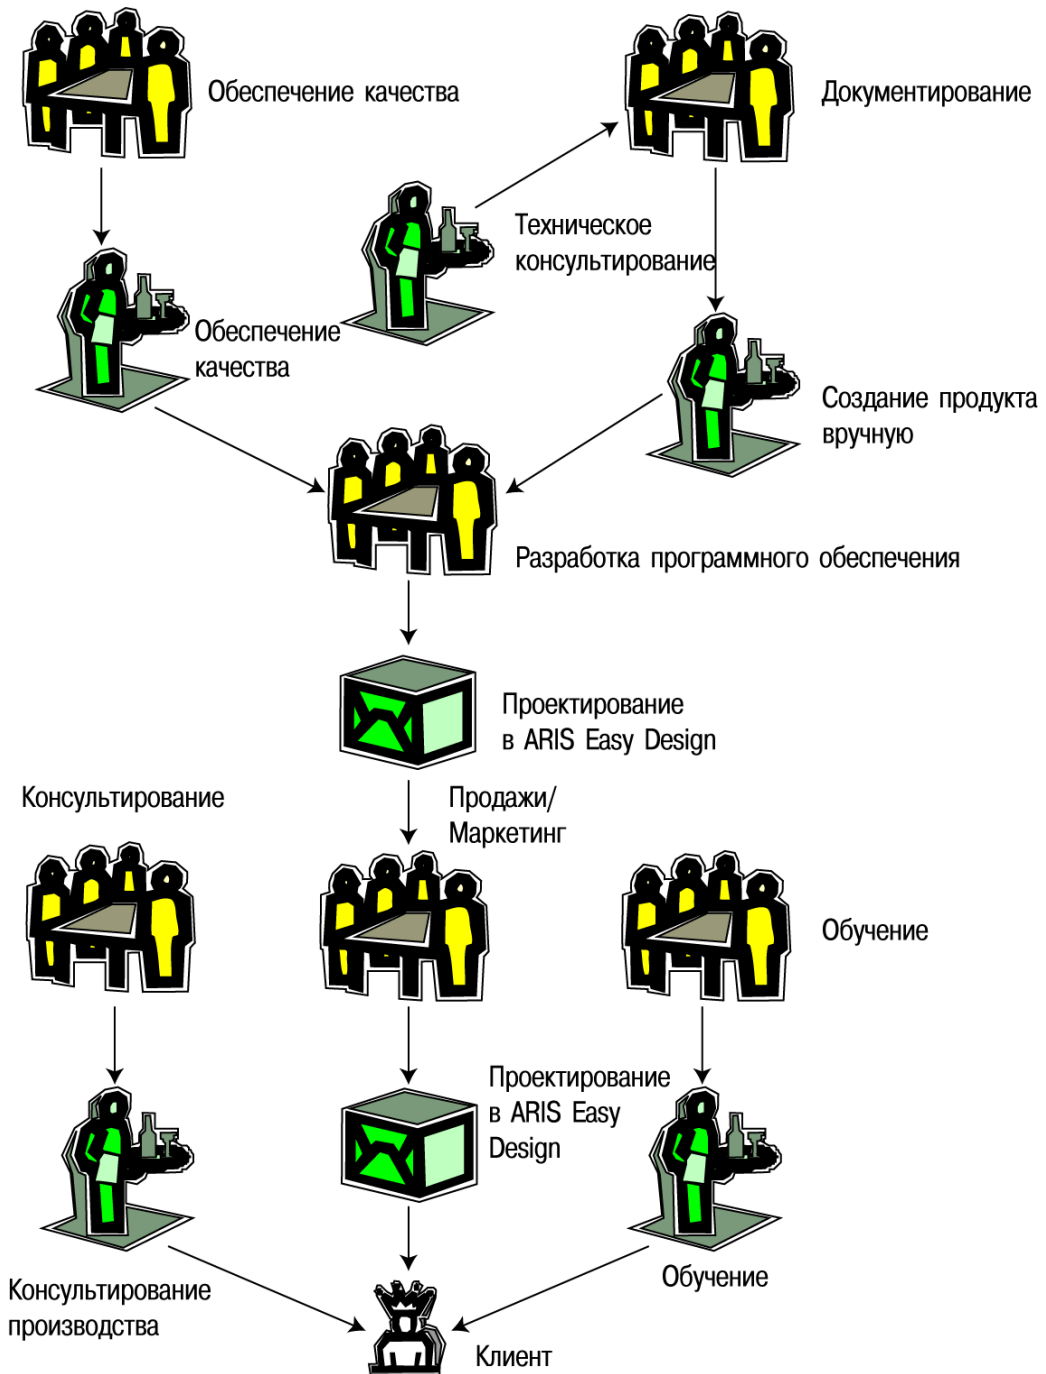 Обеспечение качества
Документирование
Техническое
консультирование
Обеспечение
качества
Создание продукта
вручную
Разработка программного обеспечения
Проектирование
в ARIS Easy Design
Консультирование
Продажи/
Маркетинг
Обучение
Проектирование
в ARIS Easy
Design
Консультирование
производства
Обучение
Клиент